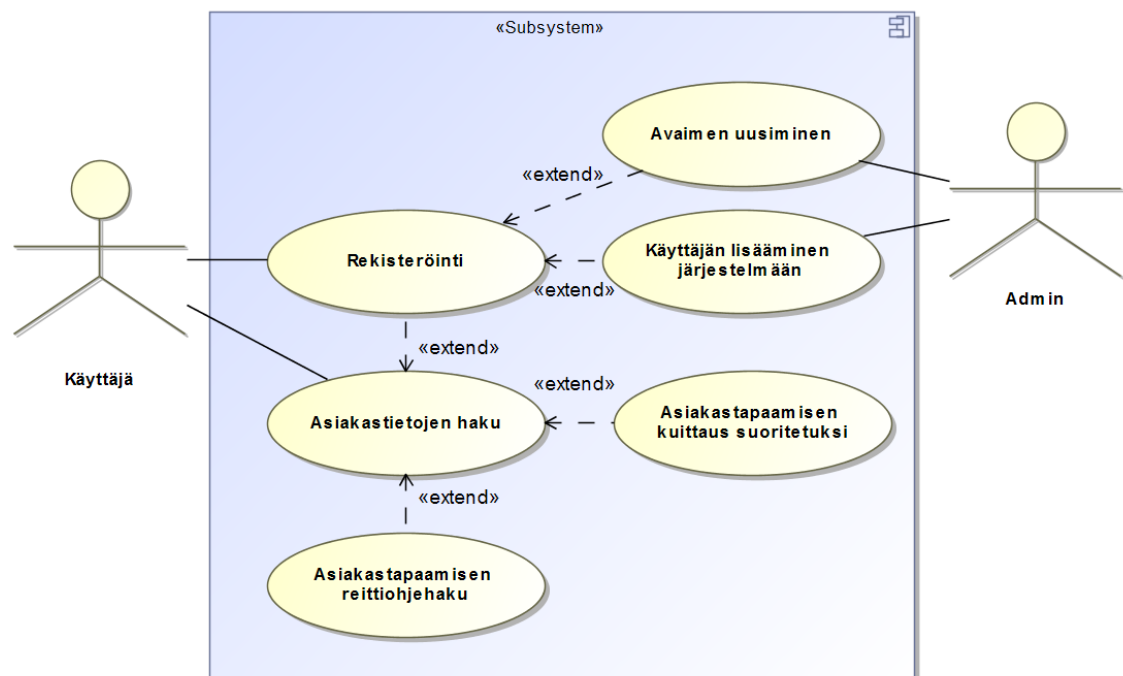 «Subsystem»
Avaimen uusiminen
«extend»
Rekisteröinti
Käyttäjän lisääminen
järjestelmään
«extend»
Admin
Käyttäjä
«extend»
«extend»
Asiakastietojen haku
Asiakastapaamisen
kuittaus suoritetuksi
«extend»
Asiakastapaamisen
reittiohjehaku